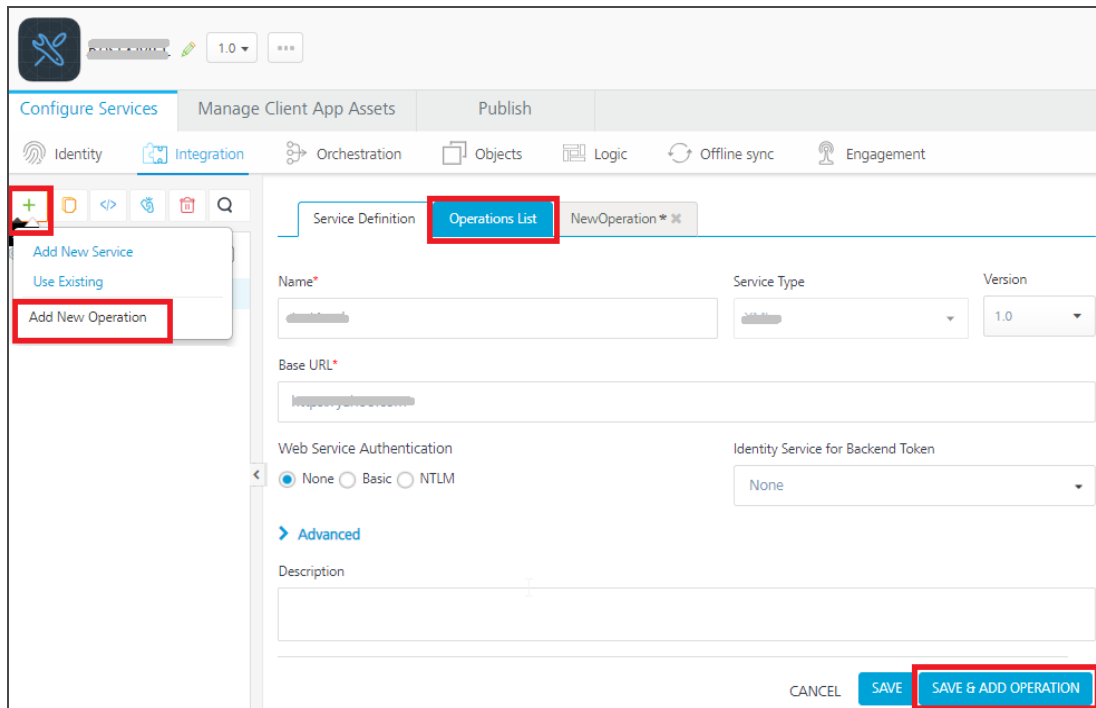 1.0
Configure Services Manage Client App Assets Publish
Identity Integration Orchestration Objects Logic Offline sync Engagement
Add New Service
Use Existing
Add New Operation
Service Definition Operations List NewOperation *
Name* Service Type Version
1.0
Base URL*
Web Service Authentication Identity Service for Backend Token
None Basic NTLM None
Advanced
Description
CANCEL SAVE SAVE & ADD OPERATION